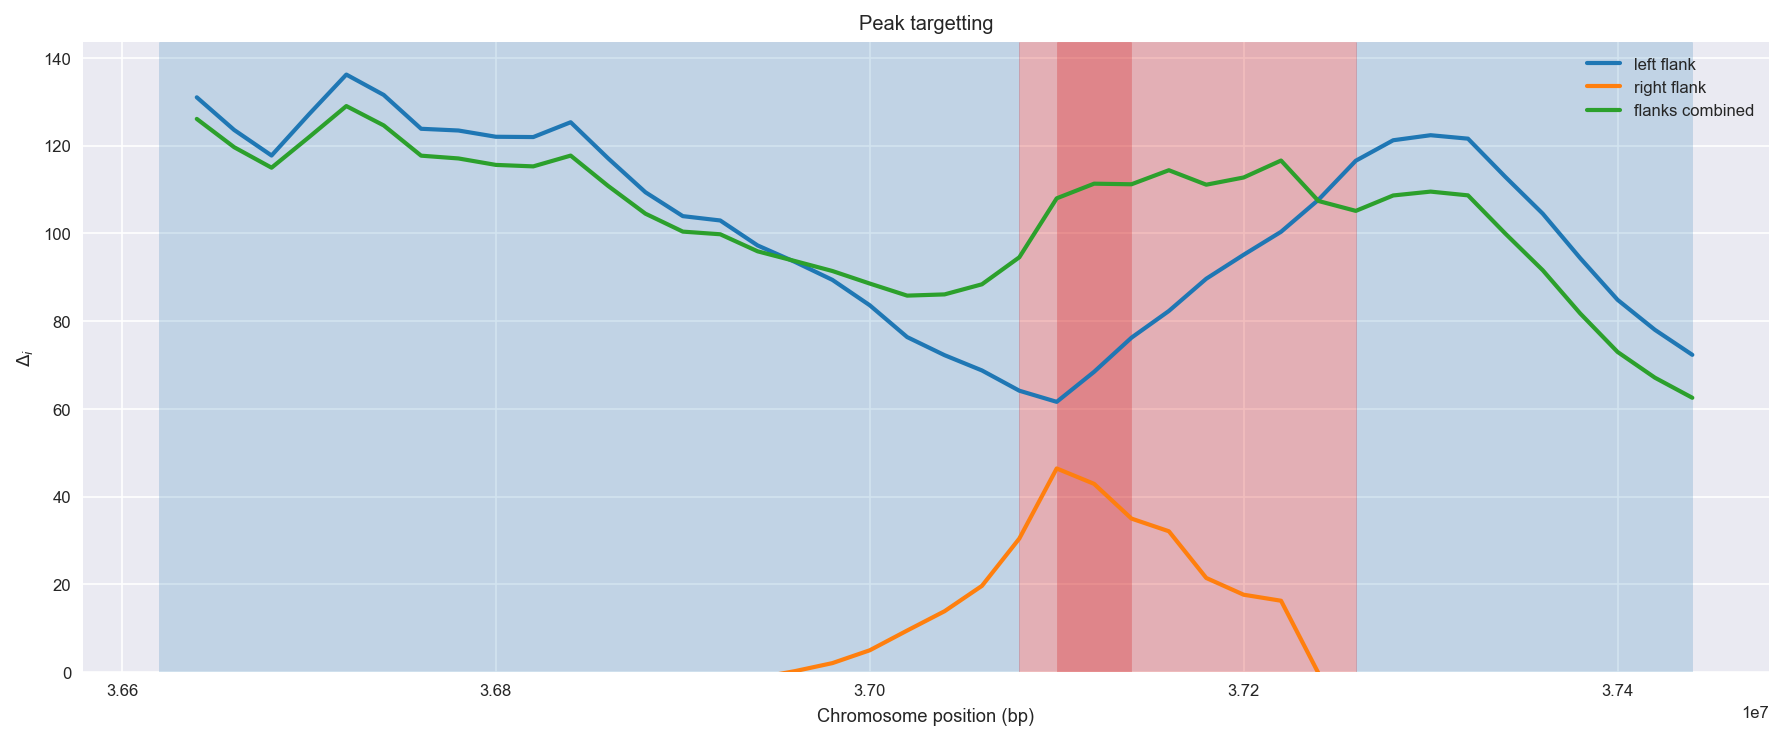 Peak targetting
140
120
100
80
60
40
20
0
Δi
left flank
right flank
flanks combined
3.66
3.68
3.70
3.72
3.74
1e7
Chromosome position (bp)